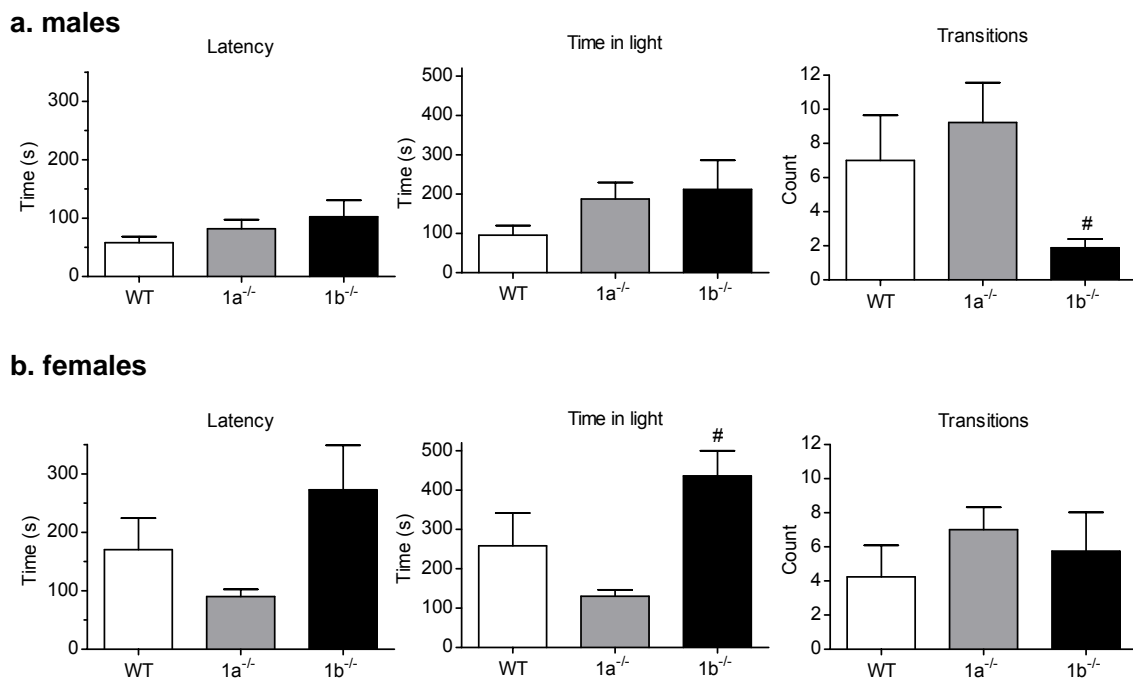 a. males
Latency
Time (s)
300
200
100
0
WT 1a-/- 1b-/-
Time in light
Time (s)
500
400
300
200
100
0
WT 1a-/- 1b-/-
Transitions
Count
12
10
8
6
4
2
0
#
WT 1a-/- 1b-/-
b. females
Latency
Time (s)
300
200
100
0
WT 1a-/- 1b-/-
Time in light
Time (s)
500
400
300
200
100
0
#
WT 1a-/- 1b-/-
Transitions
Count
12
10
8
6
4
2
0
WT 1a-/- 1b-/-